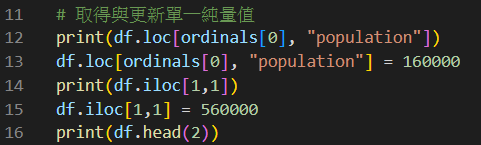 11 # 取得與更新單一純量值
12 print(df.loc[ordinals[0], "population"])
13 df.loc[ordinals[0], "population"] = 160000
14 print(df.iloc[1,1])
15 df.iloc[1,1] = 560000
16 print(df.head(2))